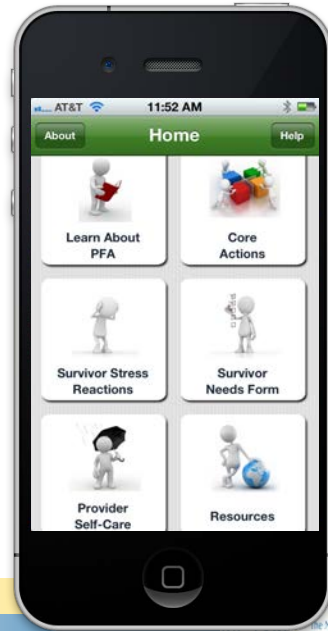 AT&T 11:52 AM
About Home Help
Learn About
PFA
Core
Actions
Survivor Stress
Reactions
Survivor
Needs Form
Provider
Self-Care
Resources